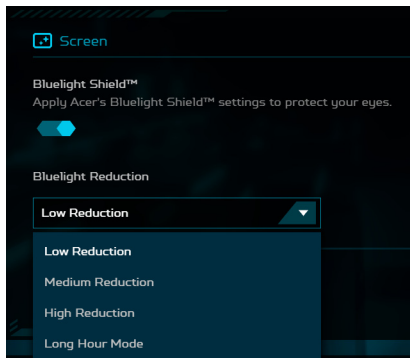 Screen
Bluelight Shield™
Apply Acer's Bluelight Shield™ settings to protect your eyes.
Bluelight Reduction
Low Reduction
Low Reduction
Medium Reduction
High Reduction
Long Hour Mode